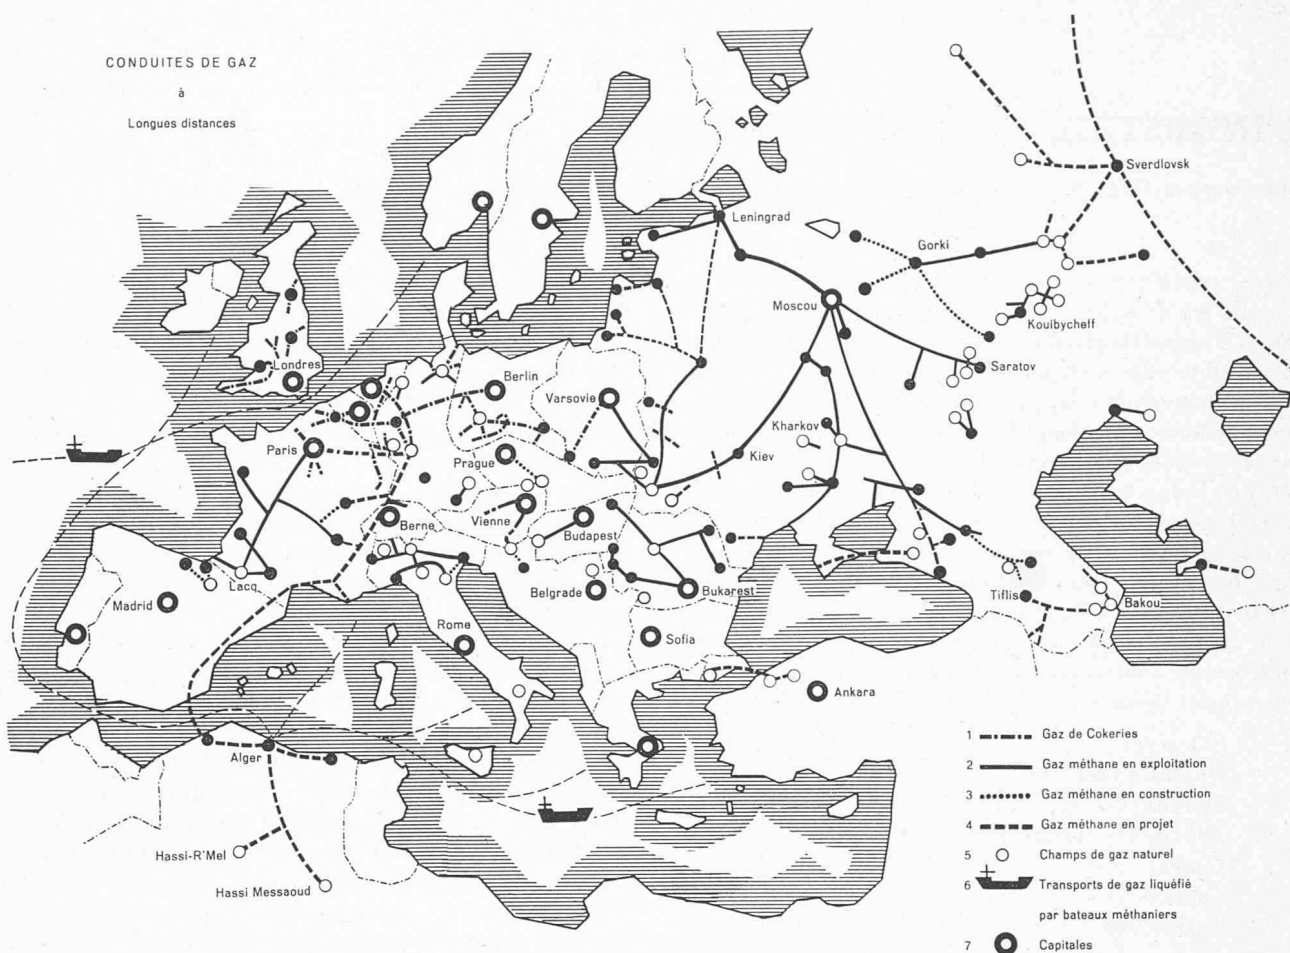 CONDUITES DE GAZ
à
Longues distances
Sverdlovsk
Leningrad
Gorki
Moscou
Kouibycheff
Londres
Saratov
Berlin
Varsovie
Kharkov
Paris
Kiev
Prague
Berne
Vienne
Budapest
Lacq
Belgrade
Bukarest
Tiflis
Bakou
Madrid
Rome
Sofia
Ankara
Alger
Hassi-R'Mel
Hassi Messaoud
1 Gaz de Cokeries
2 Gaz méthane en exploitation
3 Gaz méthane en construction
4 Gaz méthane en projet
5 Champs de gaz naturel
6 Transports de gaz liquéfié
par bateaux méthaniers
7 Capitales